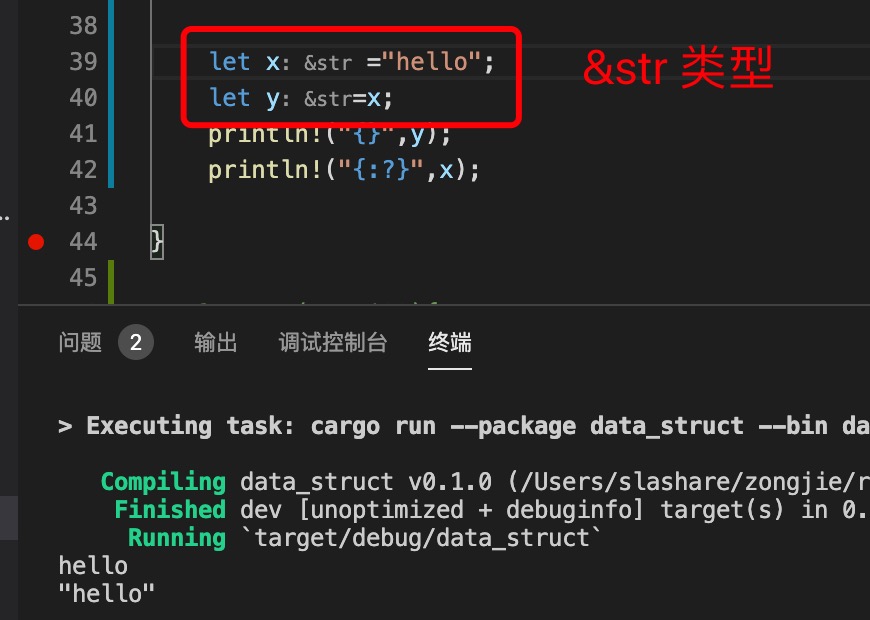 38
39 let x: &str ="hello"; &str 类型
40 let y: &str=x;
41 println!("{}",y);
42 println!("{:?}",x);
43
44 }
45
问题 2 输出 调试控制台 终端
> Executing task: cargo run --package data_struct --bin da
Compiling data_struct v0.1.0 (/Users/slashare/zongjie/r
Finished dev [unoptimized + debuginfo] target(s) in 0.
Running `target/debug/data_struct`
hello
"hello"